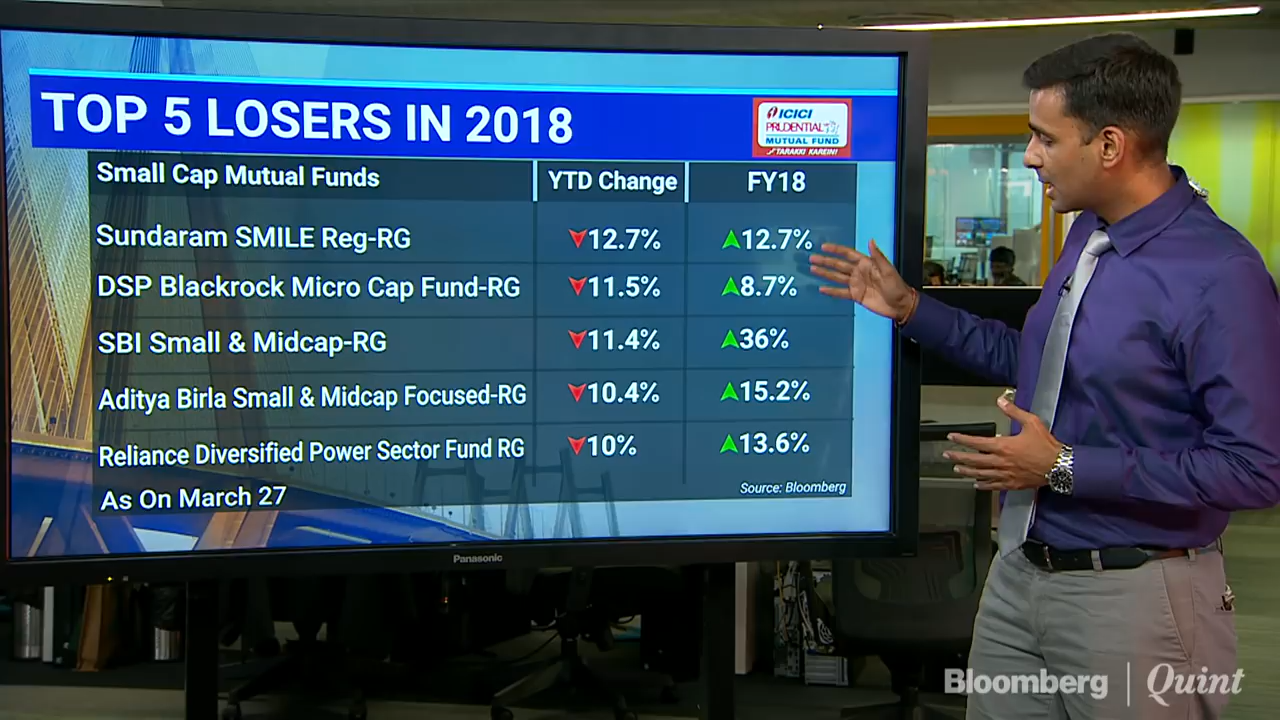 TOP 5 LOSERS IN 2018
ICICI
PRUDENTIAL
MUTUAL FUND
TARAKKI KAREIN!
Small Cap Mutual Funds YTD Change FY18
Sundaram SMILE Reg-RG ▼12.7% ▲12.7%
DSP Blackrock Micro Cap Fund-RG ▼11.5% ▲8.7%
SBI Small & Midcap-RG ▼11.4% ▲36%
Aditya Birla Small & Midcap Focused-RG ▼10.4% ▲15.2%
Reliance Diversified Power Sector Fund RG ▼10% ▲13.6%
As On March 27 Source: Bloomberg
Panasonic
Bloomberg | Quint